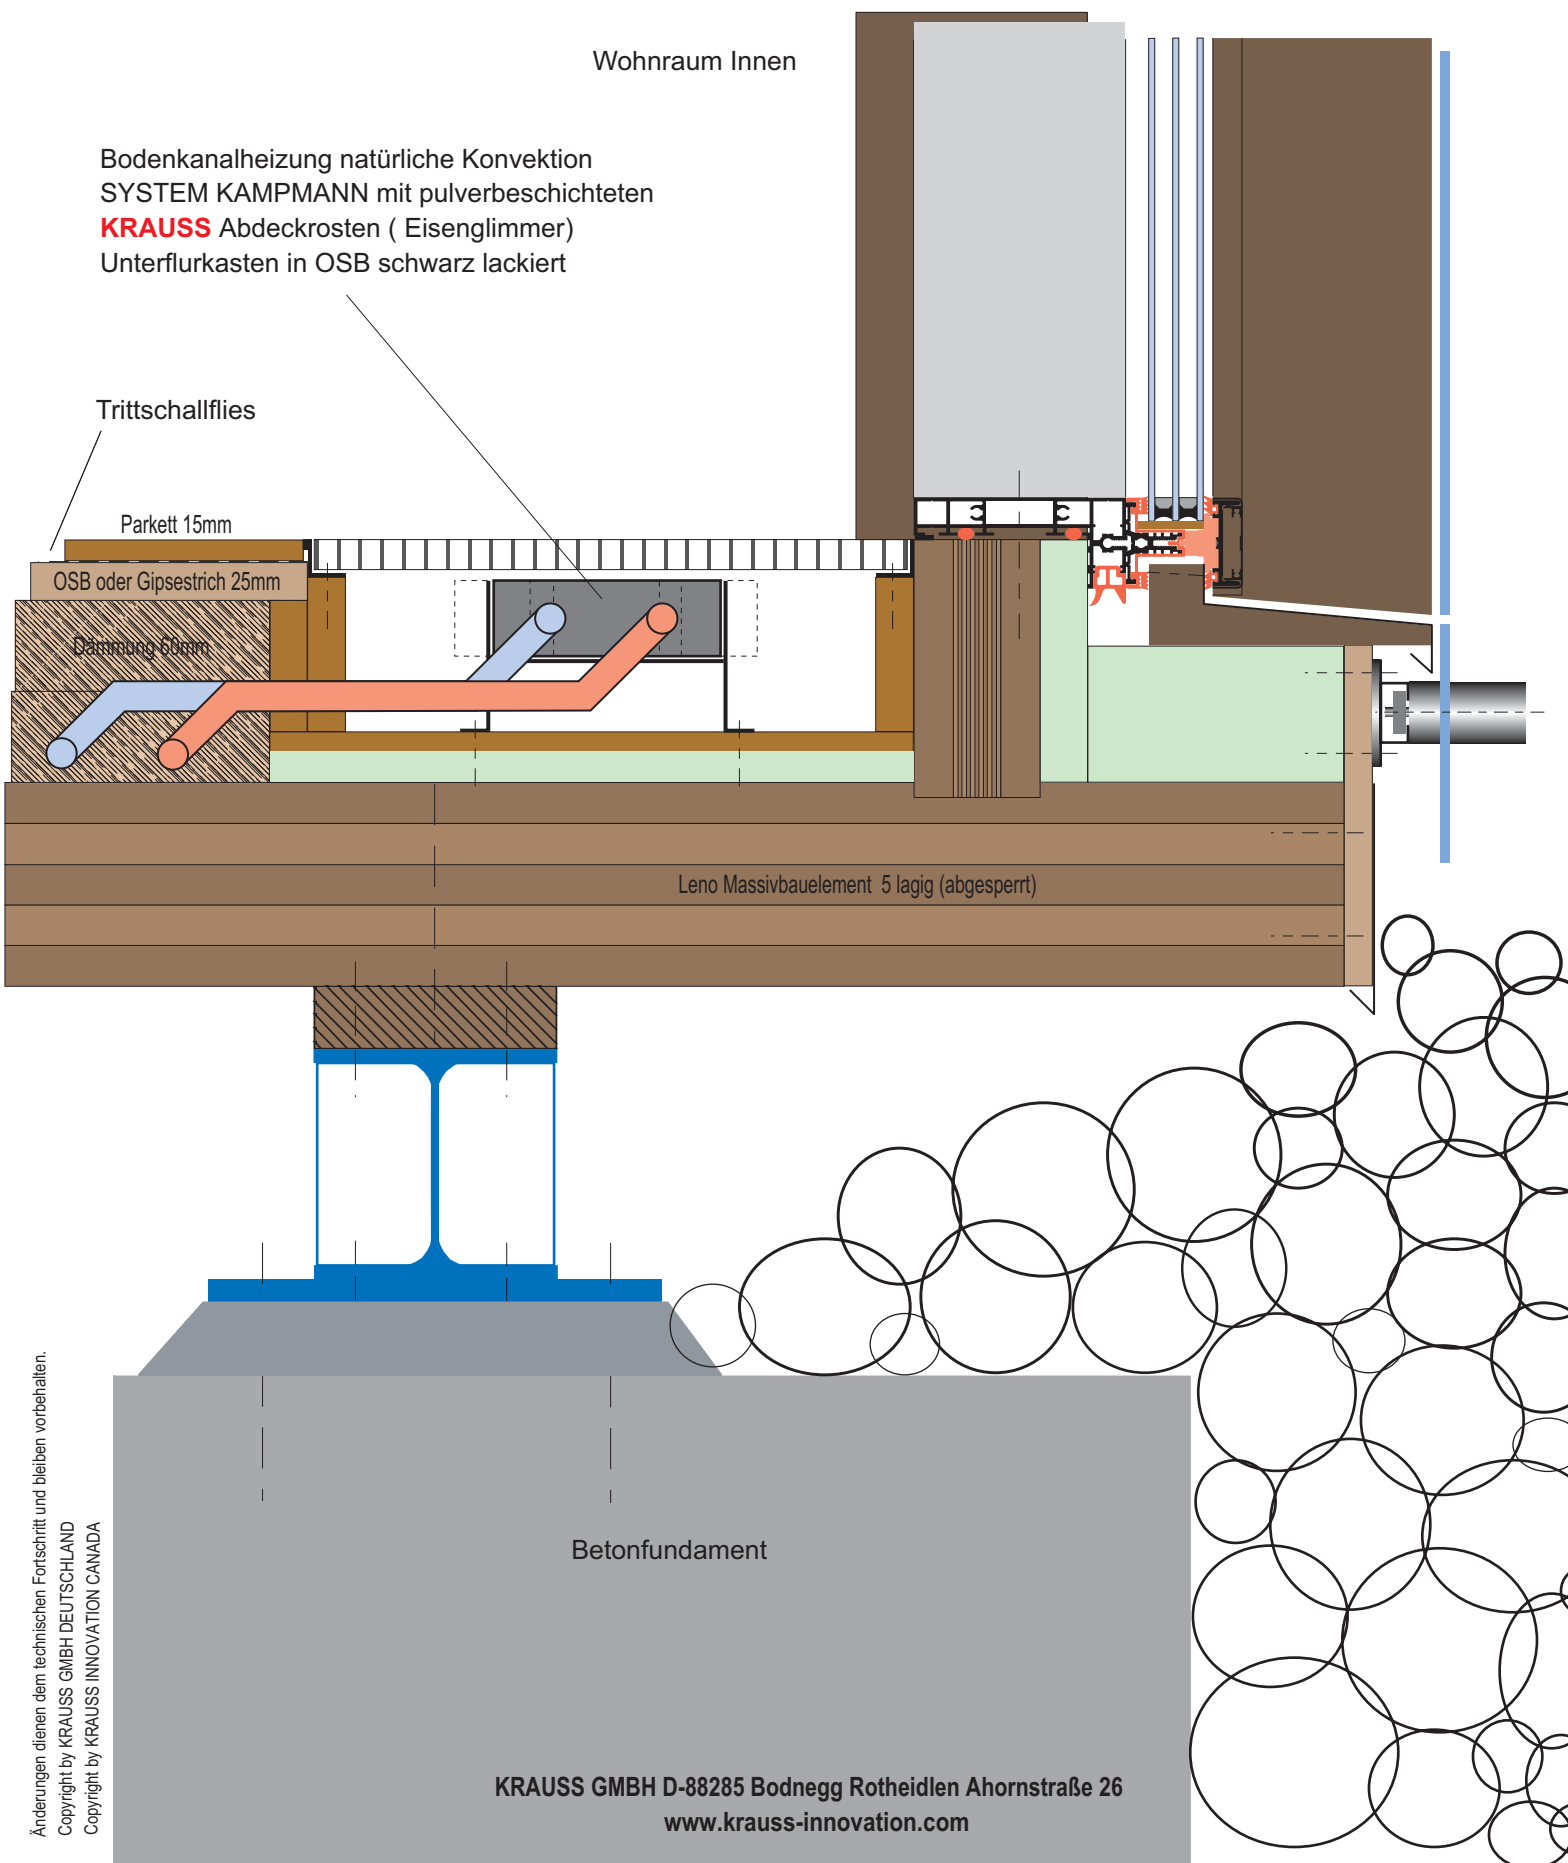 Wohnraum Innen
Bodenkanalheizung natürliche Konvektion
SYSTEM KAMPMANN mit pulverbeschichteten
KRAUSS Abdeckrosten ( Eisenglimmer)
Unterflurkasten in OSB schwarz lackiert
Trittschallflies
Parkett 15mm
OSB oder Gipsestrich 25mm
Dämmung 60mm
Leno Massivbauelement 5 lagig (abgesperrt)
Betonfundament
KRAUSS GMBH D-88285 Bodnegg Rotheidlen Ahornstraße 26
www.krauss-innovation.com
Änderungen dienen dem technischen Fortschritt und bleiben vorbehalten.
Copyright by KRAUSS GMBH DEUTSCHLAND
Copyright by KRAUSS INNOVATION CANADA